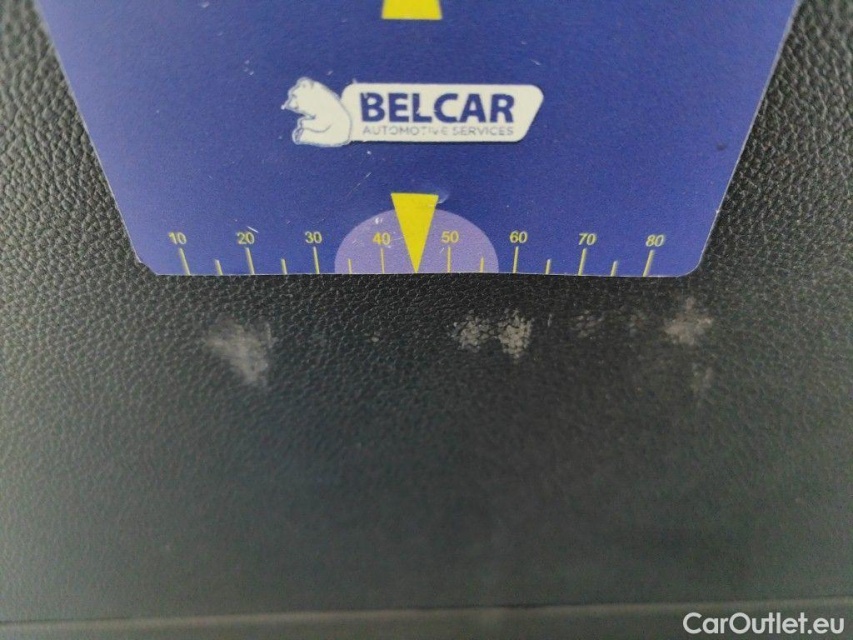 BELCAR
AUTOMOTIVE SERVICES
10 20 30 40 50 60 70 80
CarOutlet.eu